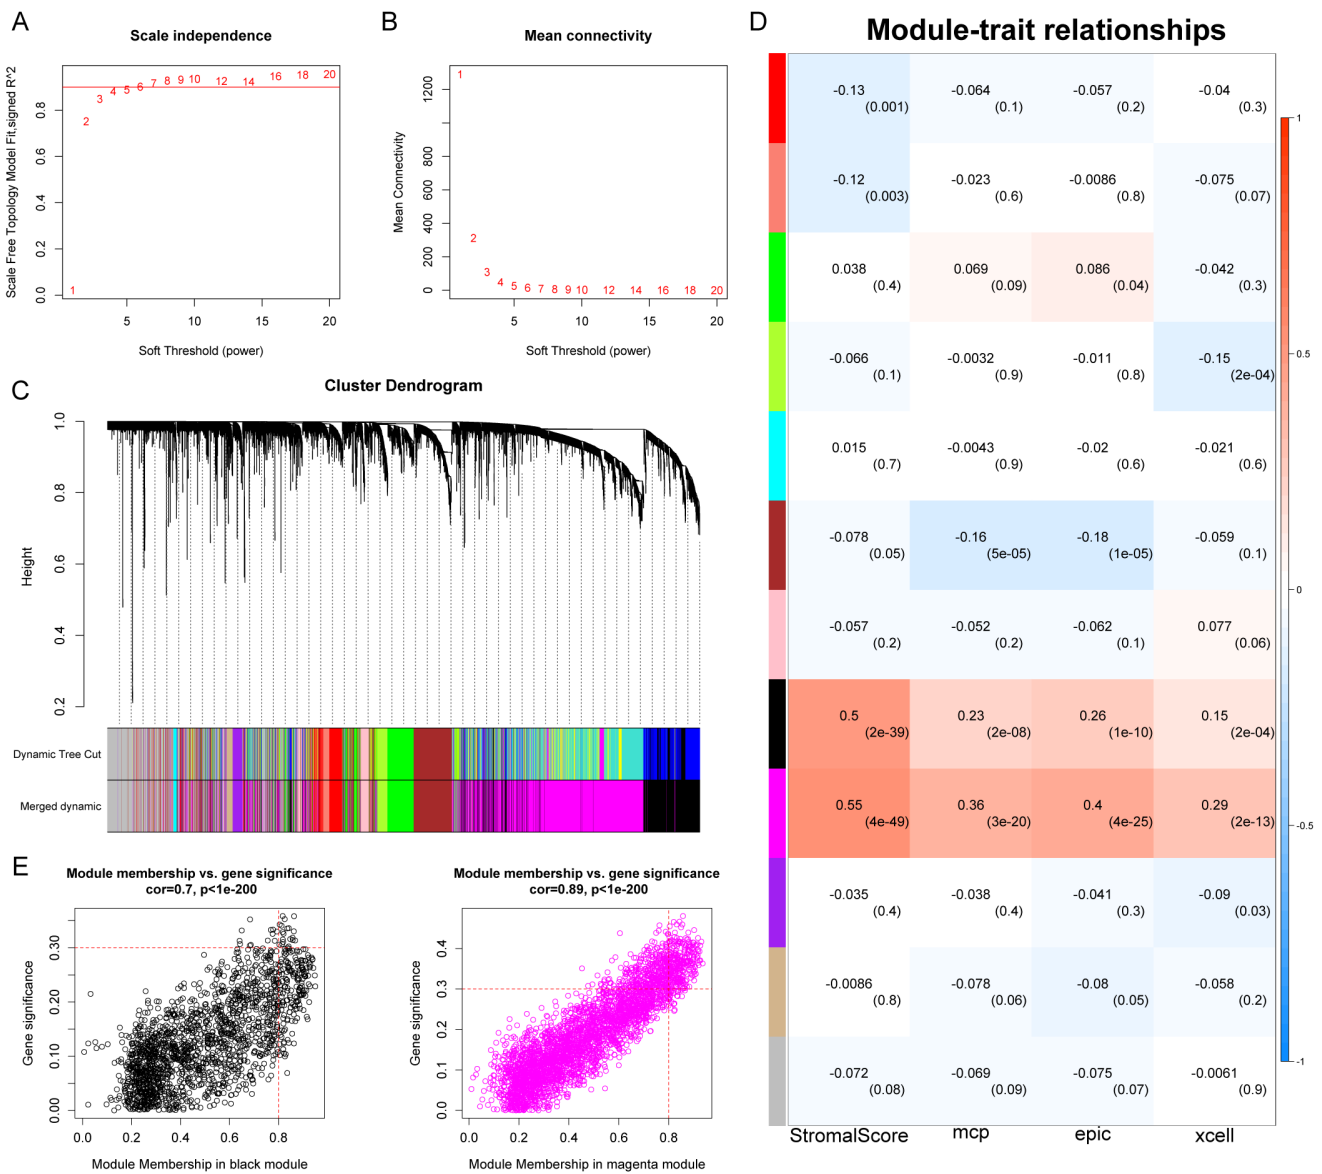 A
Scale independence
Scale Free Topology Model Fit,signed R^2
0.0 0.2 0.4 0.6 0.8
1 2 3 4 5 6 7 8 9 10 12 14 16 18 20
5 10 15 20
Soft Threshold (power)
B
Mean connectivity
Mean Connectivity
0 200 400 600 800 1000 1200
1 2 3 4 5 6 7 8 9 10 12 14 16 18 20
5 10 15 20
Soft Threshold (power)
C
Cluster Dendrogram
Height
0.2 0.4 0.6 0.8 1.0
Dynamic Tree Cut
Merged dynamic
D
Module-trait relationships
-0.13 (0.001) -0.064 (0.1) -0.057 (0.2) -0.04 (0.3)
-0.12 (0.003) -0.023 (0.6) -0.0086 (0.8) -0.075 (0.07)
0.038 (0.4) 0.069 (0.09) 0.086 (0.04) -0.042 (0.3)
-0.066 (0.1) -0.0032 (0.9) -0.011 (0.8) -0.15 (2e-04)
0.015 (0.7) -0.0043 (0.9) -0.02 (0.6) -0.021 (0.6)
-0.078 (0.05) -0.16 (5e-05) -0.18 (1e-05) -0.059 (0.1)
-0.057 (0.2) -0.052 (0.2) -0.062 (0.1) 0.077 (0.06)
0.5 (2e-39) 0.23 (2e-08) 0.26 (1e-10) 0.15 (2e-04)
0.55 (4e-49) 0.36 (3e-20) 0.4 (4e-25) 0.29 (2e-13)
-0.035 (0.4) -0.038 (0.4) -0.041 (0.3) -0.09 (0.03)
-0.0086 (0.8) -0.078 (0.06) -0.08 (0.05) -0.058 (0.2)
-0.072 (0.08) -0.069 (0.09) -0.075 (0.07) -0.0061 (0.9)
StromalScore mcp epic xcell
1
0.5
0
-0.5
-1
E
Module membership vs. gene significance
cor=0.7, p<1e-200
Gene significance
0.00 0.10 0.20 0.30
0.0 0.2 0.4 0.6 0.8
Module Membership in black module
Module membership vs. gene significance
cor=0.89, p<1e-200
Gene significance
0.0 0.1 0.2 0.3 0.4
0.0 0.2 0.4 0.6 0.8
Module Membership in magenta module